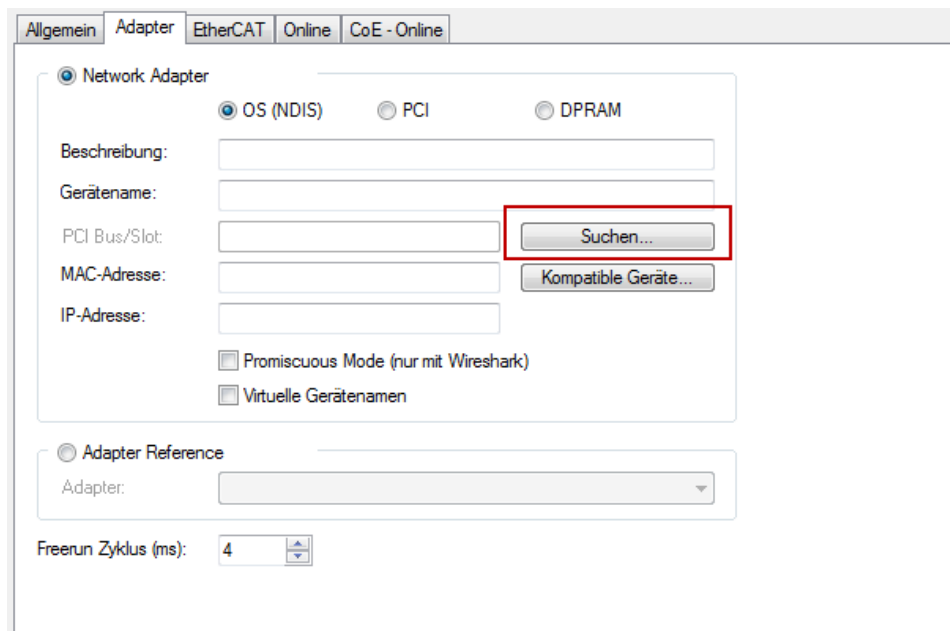 Allgemein Adapter EtherCAT Online CoE - Online
Network Adapter
OS (NDIS) PCI DPRAM
Beschreibung:
Gerätename:
PCI Bus/Slot: Suchen...
MAC-Adresse: Kompatible Geräte...
IP-Adresse:
Promiscuous Mode (nur mit Wireshark)
Virtuelle Gerätenamen
Adapter Reference
Adapter:
Freerun Zyklus (ms): 4